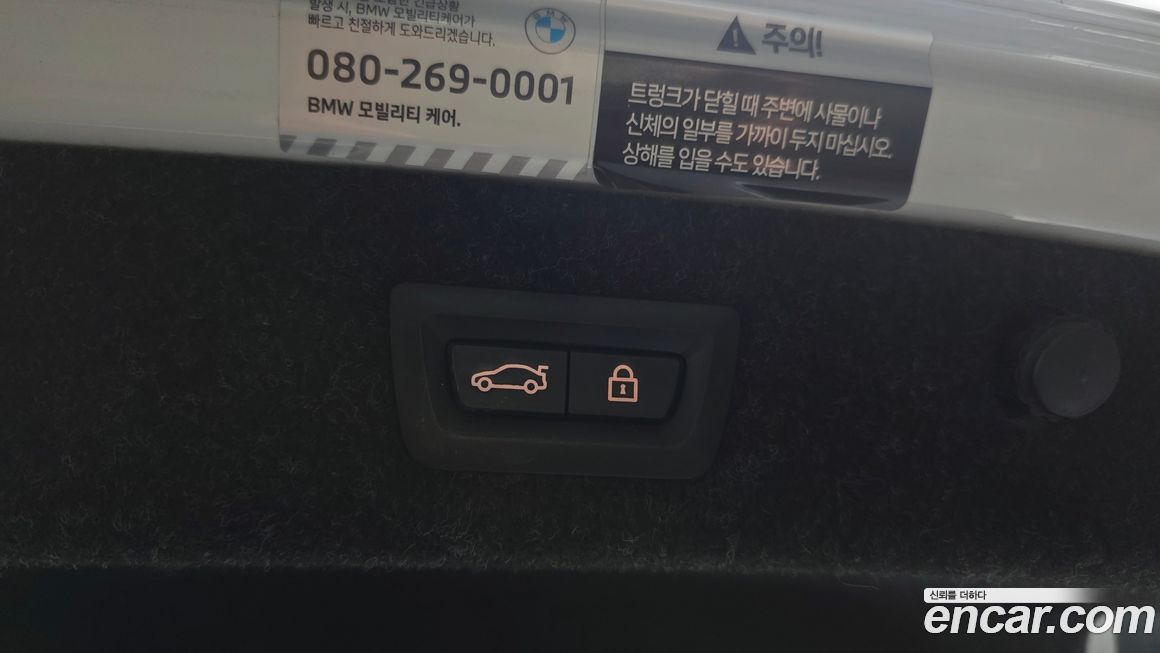 발생 시, BMW 모빌리티케어가
빠르고 친절하게 도와드리겠습니다.
080-269-0001
BMW 모빌리티 케어.
BMW
주의!
트렁크가 닫힐 때 주변에 사물이나
신체의 일부를 가까이 두지 마십시오.
상해를 입을 수도 있습니다.
신뢰를 더하다
encar.com